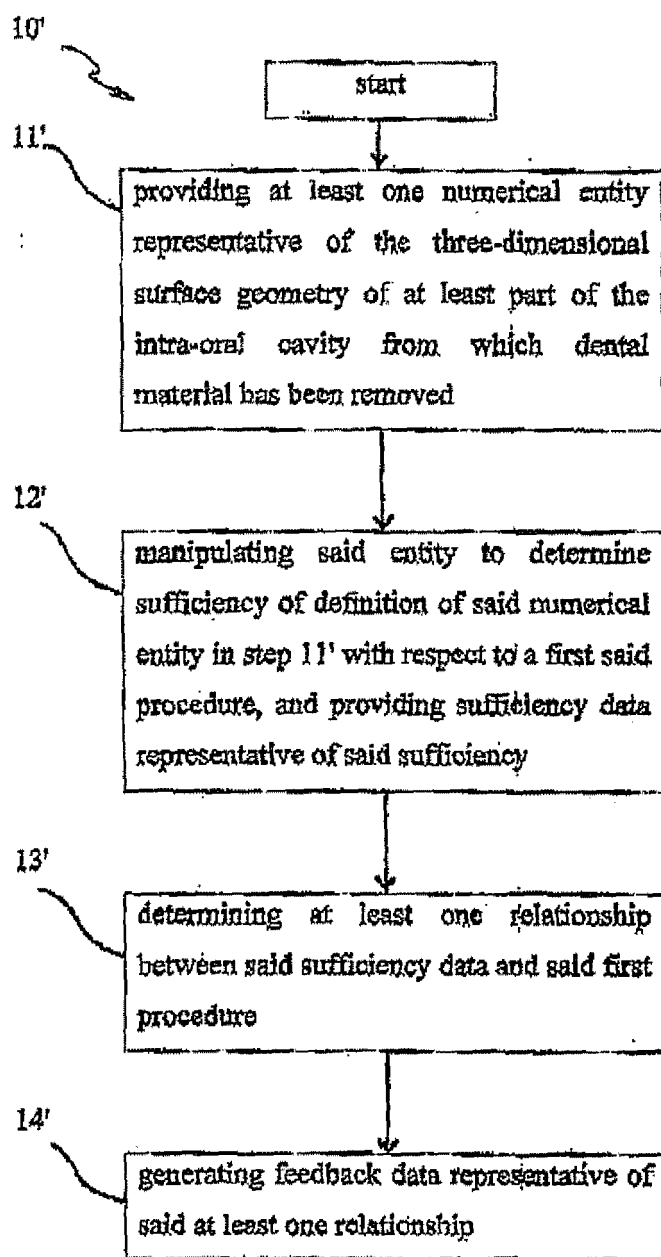 10'
start
11'
providing at least one numerical entity
representative of the three-dimensional
surface geometry of at least part of the
intra-oral cavity from which dental
material has been removed
12'
manipulating said entity to determine
sufficiency of definition of said numerical
entity in step 11' with respect to a first said
procedure, and providing sufficiency data
representative of said sufficiency
13'
determining at least one relationship
between said sufficiency data and said first
procedure
14'
generating feedback data representative of
said at least one relationship